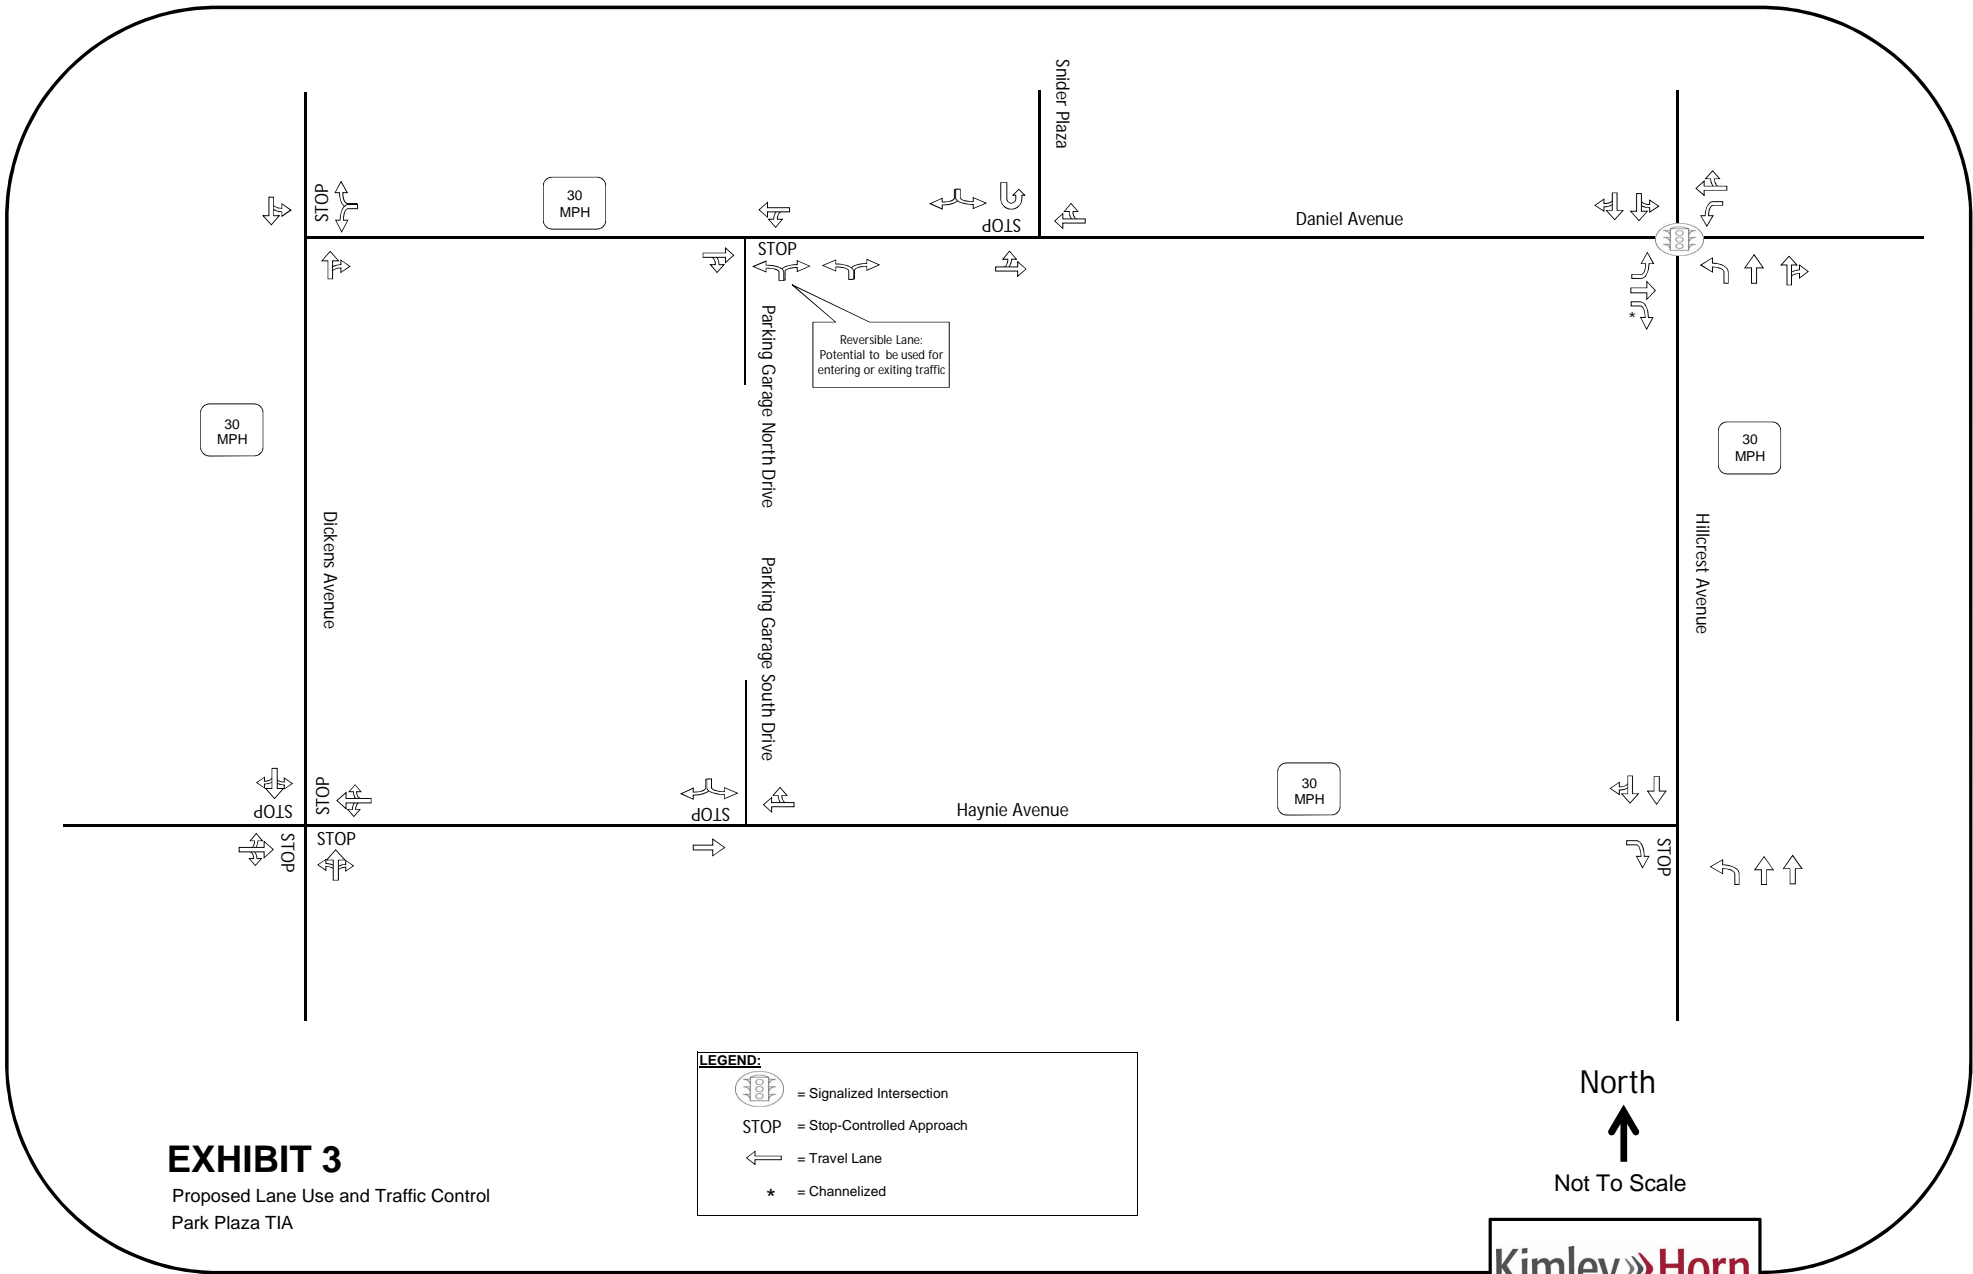 Snider Plaza
STOP
30
MPH
STOP
Daniel Avenue
STOP
Reversible Lane:
Potential to be used for
entering or exiting traffic
*
Parking Garage North Drive
30
MPH
30
MPH
Dickens Avenue
Hillcrest Avenue
Parking Garage South Drive
30
MPH
STOP
STOP
STOP
Haynie Avenue
STOP
STOP
STOP
LEGEND:
= Signalized Intersection
STOP = Stop-Controlled Approach
= Travel Lane
* = Channelized
North
Not To Scale
EXHIBIT 3
Proposed Lane Use and Traffic Control
Park Plaza TIA
Kimley»Horn